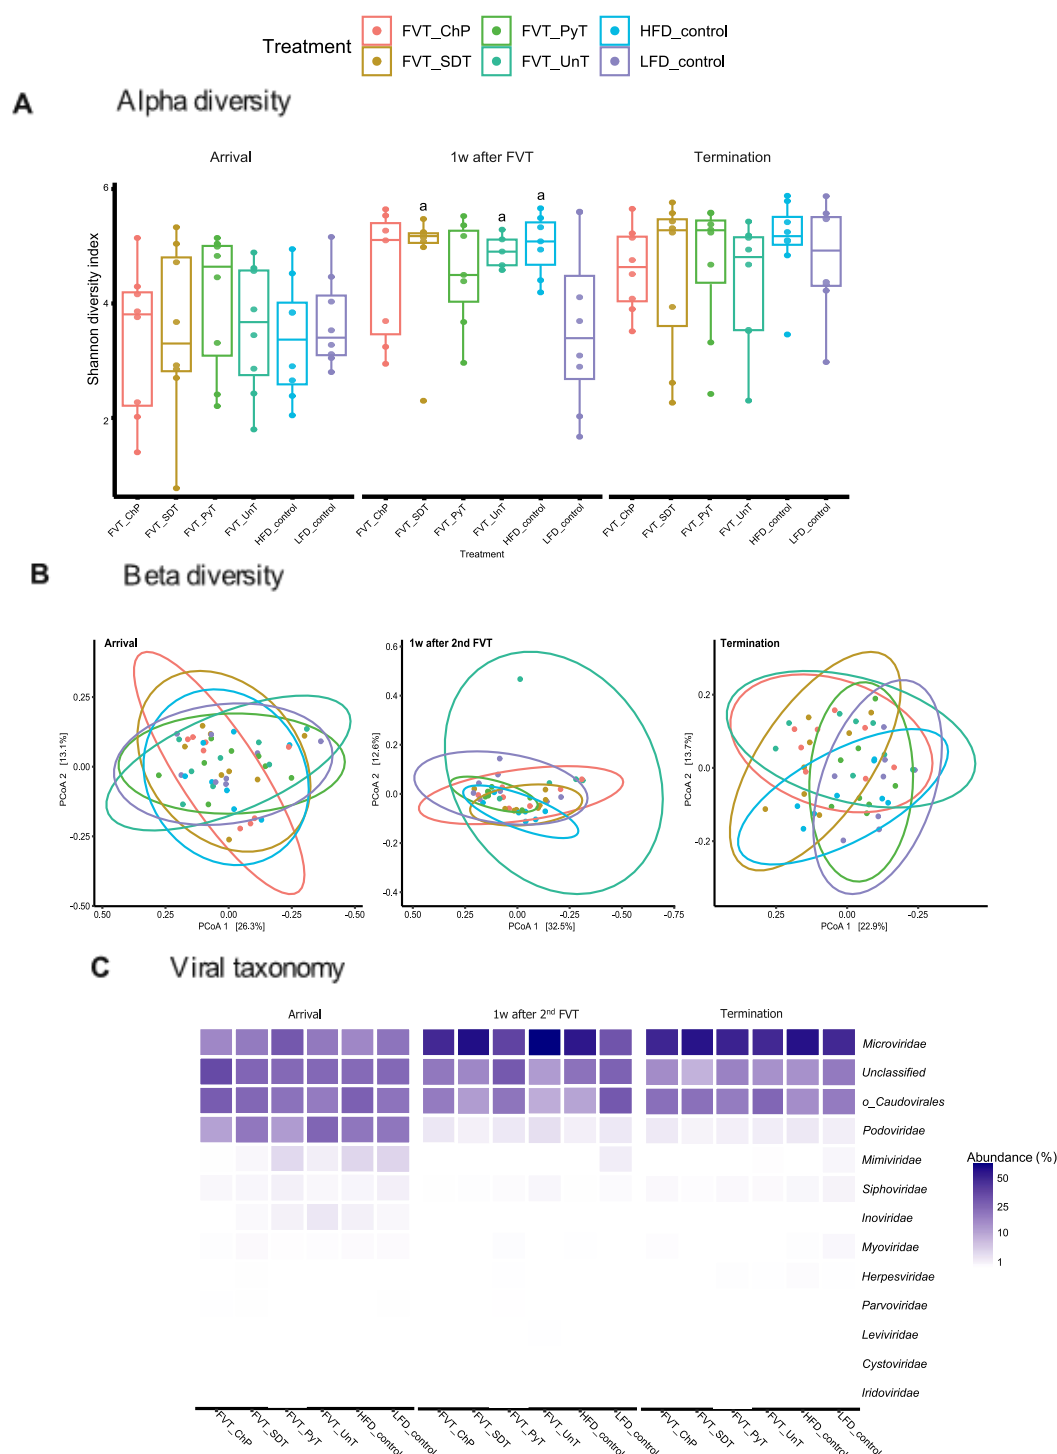 Treatment
FVT_ChP FVT_PyT HFD_control
FVT_SDT FVT_UnT LFD_control
A Alpha diversity
Arrival 1w after FVT Termination
Shannon diversity index
6
4
2
a a a
FVT_ChP FVT_SDT FVT_PyT FVT_UnT HFD_control LFD_control FVT_ChP FVT_SDT FVT_PyT FVT_UnT HFD_control LFD_control FVT_ChP FVT_SDT FVT_PyT FVT_UnT HFD_control LFD_control
Treatment
B Beta diversity
Arrival
PCoA 2 [13.1%]
0.25
0.00
-0.25
-0.50
0.50 0.25 0.00 -0.25 -0.50
PCoA 1 [26.3%]
1w after 2nd FVT
PCoA 2 [12.6%]
0.6
0.4
0.2
0.0
-0.2
-0.4
0.50 0.25 0.00 -0.25 -0.50 -0.75
PCoA 1 [32.5%]
Termination
PCoA 2 [13.7%]
0.2
0.0
-0.2
0.25 0.00 -0.25
PCoA 1 [22.9%]
C Viral taxonomy
Arrival 1w after 2nd FVT Termination
Microviridae
Unclassified
o_Caudovirales
Podoviridae
Mimiviridae
Siphoviridae
Inoviridae
Myoviridae
Herpesviridae
Parvoviridae
Leviviridae
Cystoviridae
Iridoviridae
Abundance (%)
50
25
10
1
FVT_ChP FVT_SDT FVT_PyT FVT_UnT HFD_control LFD_control FVT_ChP FVT_SDT FVT_PyT FVT_UnT HFD_control LFD_control FVT_ChP FVT_SDT FVT_PyT FVT_UnT HFD_control LFD_control